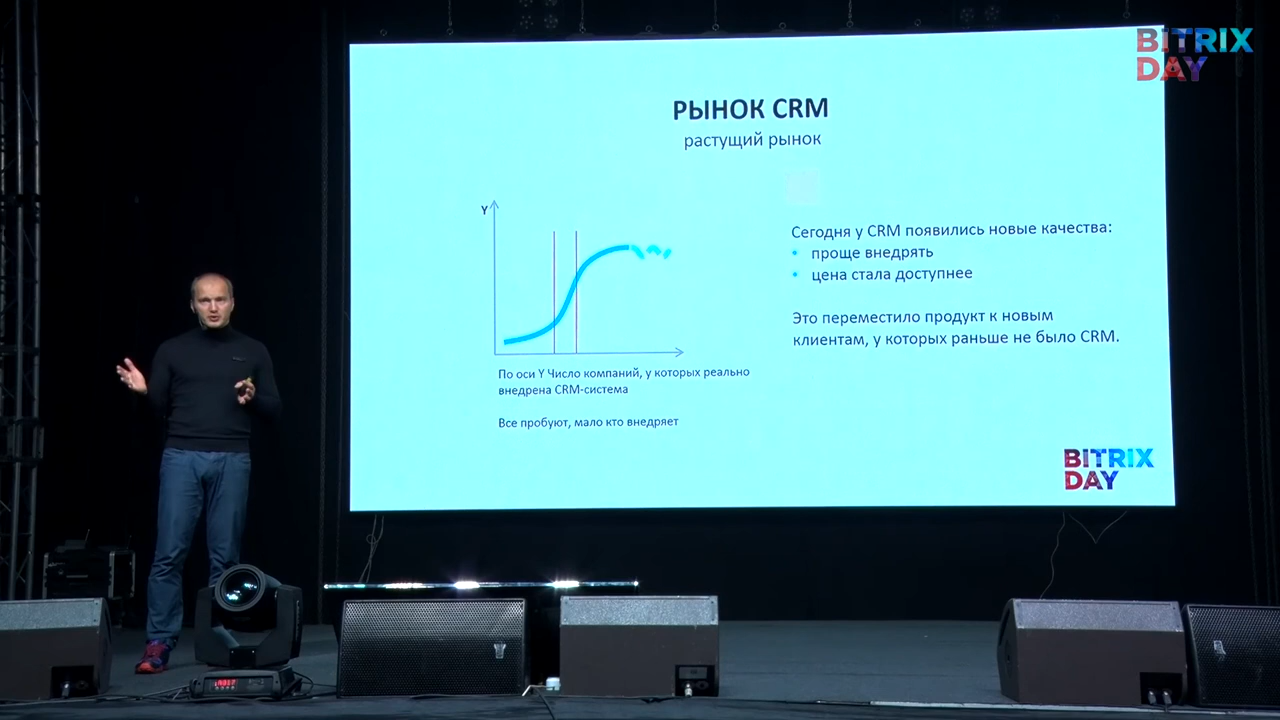 BITRIX
DAY
РЫНОК CRM
растущий рынок
Y
Сегодня у CRM появились новые качества:
• проще внедрять
• цена стала доступнее
Это переместило продукт к новым
клиентам, у которых раньше не было CRM.
По оси Y Число компаний, у которых реально
внедрена CRM-система
Все пробуют, мало кто внедряет
BITRIX
DAY